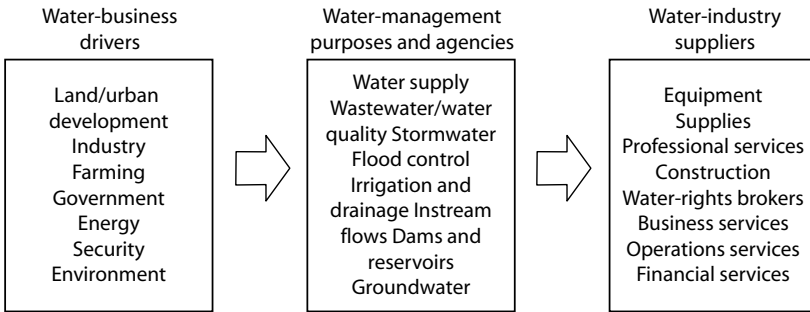 Water-business
drivers
Land/urban
development
Industry
Farming
Government
Energy
Security
Environment
Water-management
purposes and agencies
Water supply
Wastewater/water
quality Stormwater
Flood control
Irrigation and
drainage Instream
flows Dams and
reservoirs
Groundwater
Water-industry
suppliers
Equipment
Supplies
Professional services
Construction
Water-rights brokers
Business services
Operations services
Financial services